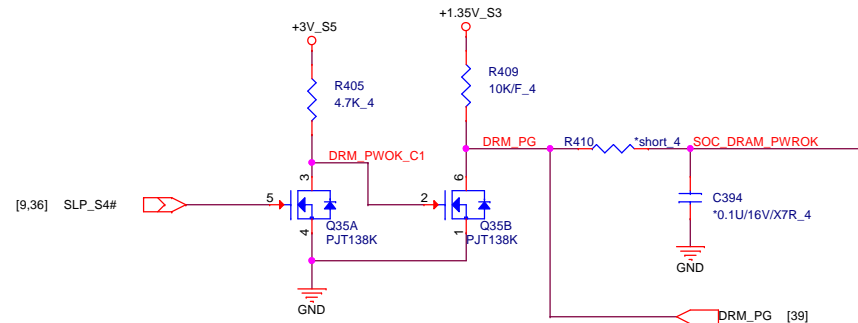 +3V_S5
+1.35V_S3
R405
4.7K_4
R409
10K/F_4
DRM_PWOK_C1
DRM_PG
R410
*short_4
SOC_DRAM_PWROK
3
6
[9,36] SLP_S4#
5
2
Q35A
PJT138K
4
Q35B
PJT138K
1
C394
*0.1U/16V/X7R_4
GND
GND
DRM_PG [39]